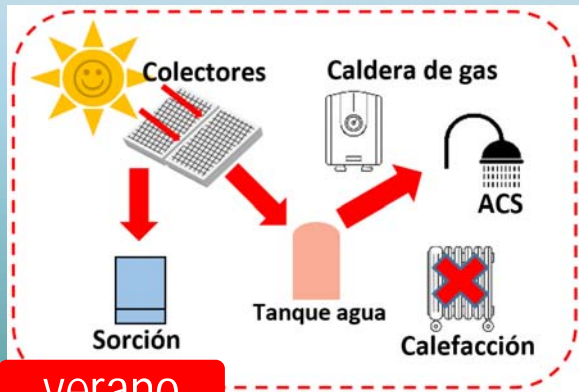 Colectores
Caldera de gas
ACS
Tanque agua
Sorción
Calefacción
verano